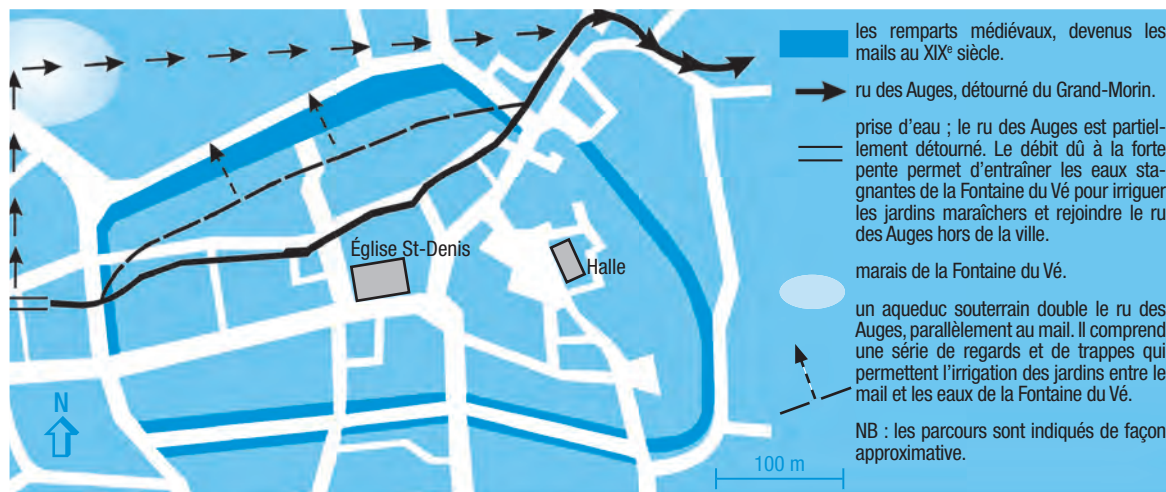 les remparts médiévaux, devenus les
mails au XIXe siècle.
ru des Auges, détourné du Grand-Morin.
prise d'eau ; le ru des Auges est partiel-
lement détourné. Le débit dû à la forte
pente permet d'entraîner les eaux sta-
gnantes de la Fontaine du Vé pour irriguer
les jardins maraîchers et rejoindre le ru
des Auges hors de la ville.
marais de la Fontaine du Vé.
un aqueduc souterrain double le ru des
Auges, parallèlement au mail. Il comprend
une série de regards et de trappes qui
permettent l'irrigation des jardins entre le
mail et les eaux de la Fontaine du Vé.
NB : les parcours sont indiqués de façon
approximative.
Église St-Denis
Halle
N
100 m